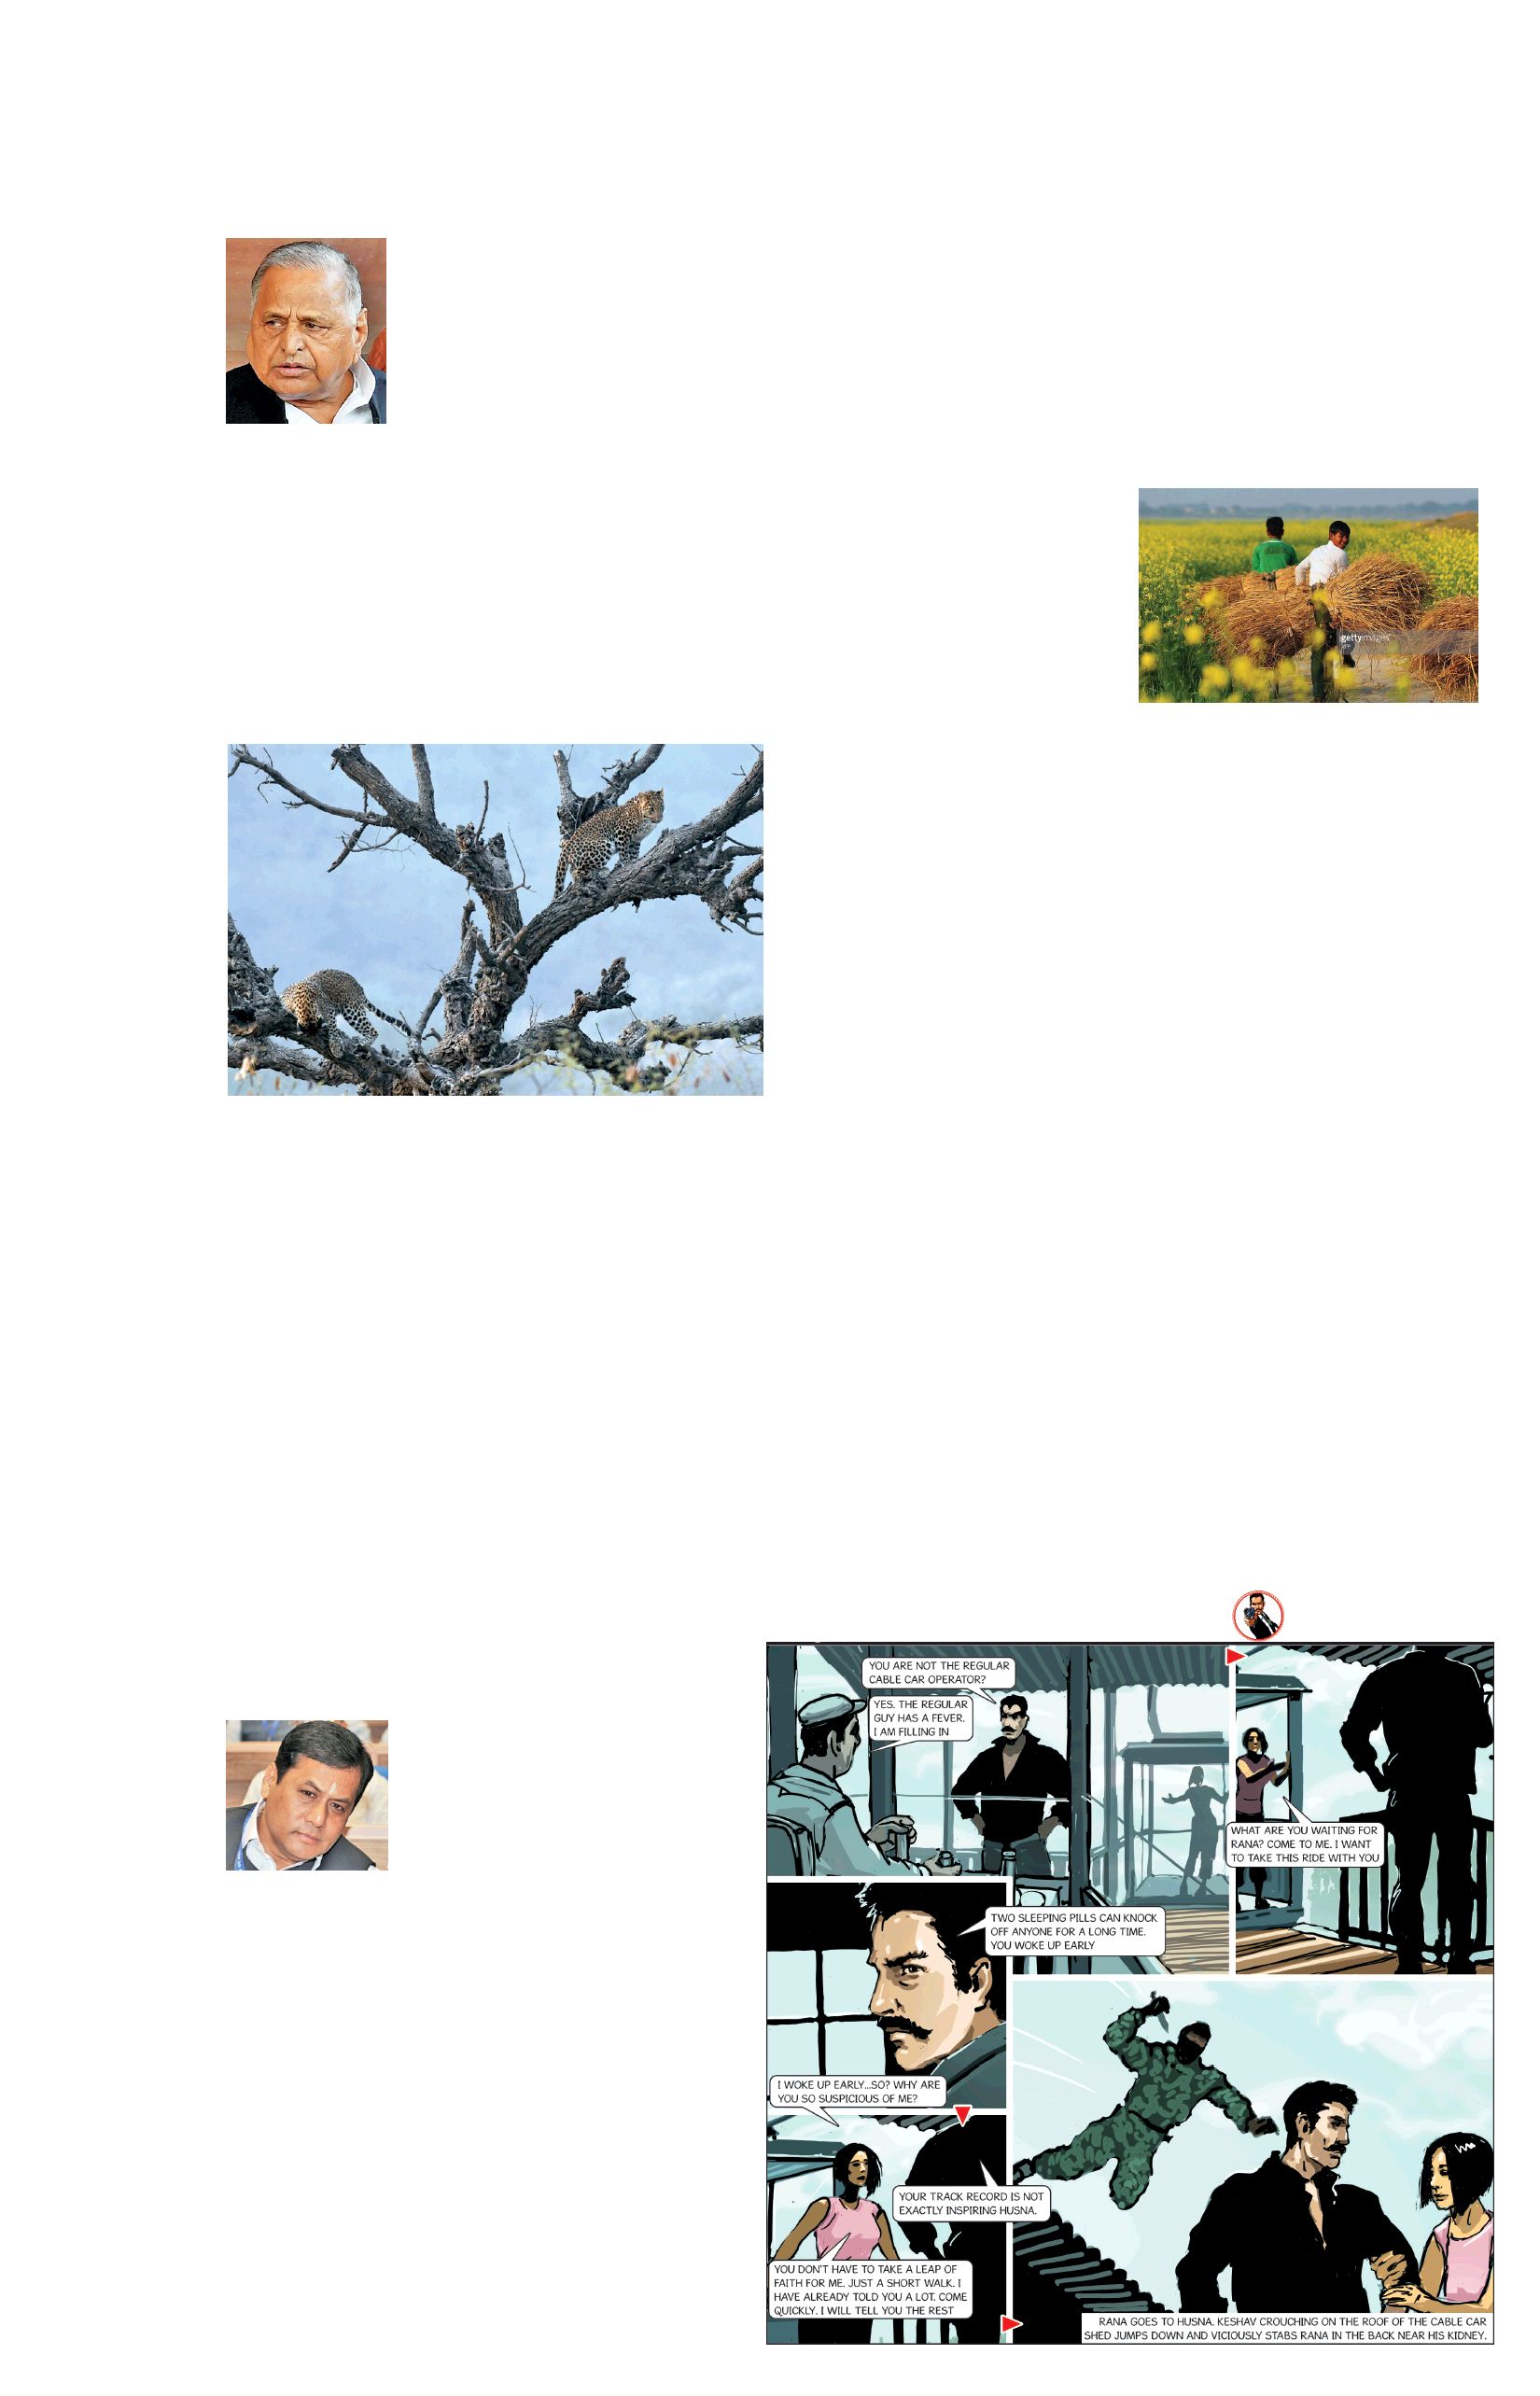 gettyimages
AFP
YOU ARE NOT THE REGULAR
CABLE CAR OPERATOR?
YES. THE REGULAR
GUY HAS A FEVER.
I AM FILLING IN
WHAT ARE YOU WAITING FOR
RANA? COME TO ME. I WANT
TO TAKE THIS RIDE WITH YOU
TWO SLEEPING PILLS CAN KNOCK
OFF ANYONE FOR A LONG TIME.
YOU WOKE UP EARLY
I WOKE UP EARLY...SO? WHY ARE
YOU SO SUSPICIOUS OF ME?
YOUR TRACK RECORD IS NOT
EXACTLY INSPIRING HUSNA.
YOU DON'T HAVE TO TAKE A LEAP OF
FAITH FOR ME. JUST A SHORT WALK. I
HAVE ALREADY TOLD YOU A LOT. COME
QUICKLY. I WILL TELL YOU THE REST
RANA GOES TO HUSNA. KESHAV CROUCHING ON THE ROOF OF THE CABLE CAR
SHED JUMPS DOWN AND VICIOUSLY STABS RANA IN THE BACK NEAR HIS KIDNEY.